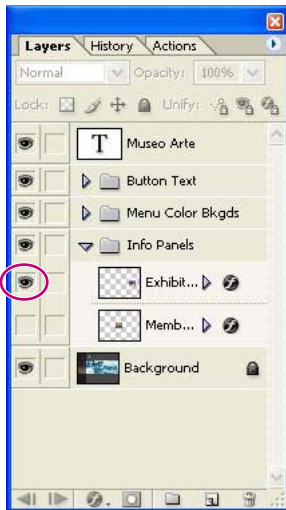 Layers History Actions
Normal Opacity: 100%
Lock: Unify:
T Museo Arte
Button Text
Menu Color Bkgds
Info Panels
Exhibit...
Memb...
Background